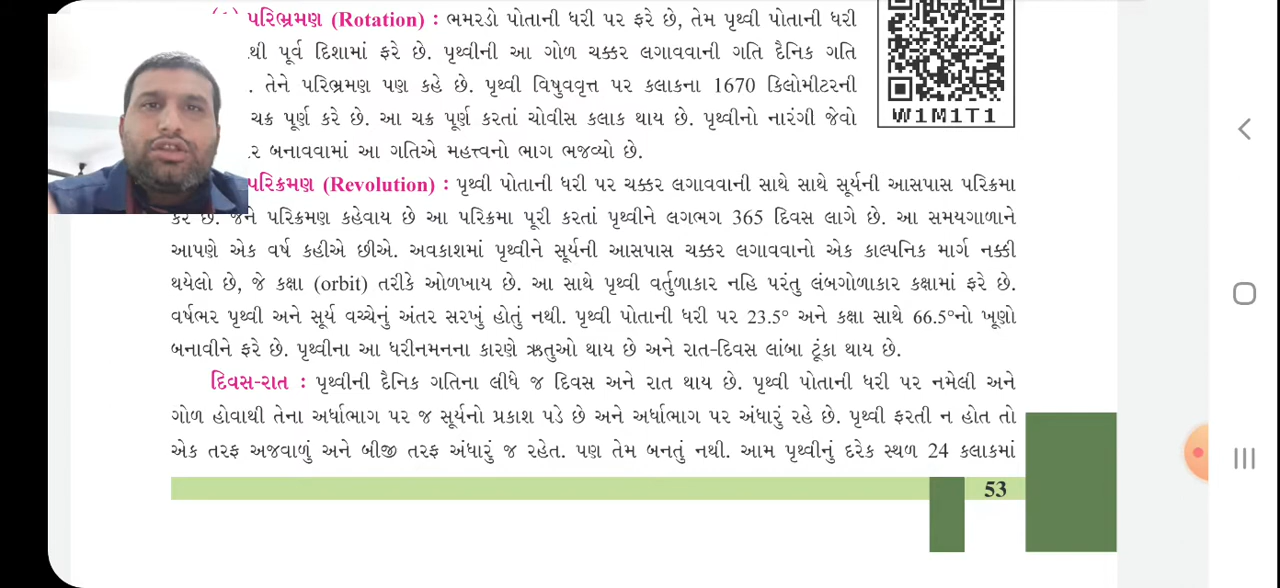 પરિભ્રમણ (Rotation) : ભમરડો પોતાની ધરી પર ફરે છે, તેમ પૃથ્વી પોતાની ધરી
થી પૂર્વ દિશામાં ફરે છે. પૃથ્વીની આ ગોળ ચક્કર લગાવવાની ગતિ દૈનિક ગતિ
. તેને પરિભ્રમણ પણ કહે છે. પૃથ્વી વિષુવવૃત્ત પર કલાકના 1670 કિલોમીટરની
ચક્ર પૂર્ણ કરે છે. આ ચક્ર પૂર્ણ કરતાં ચોવીસ કલાક થાય છે. પૃથ્વીનો નારંગી જેવો
ર બનાવવામાં આ ગતિએ મહત્ત્વનો ભાગ ભજવ્યો છે.
W1M1T1
પરિક્રમણ (Revolution) : પૃથ્વી પોતાની ધરી પર ચક્કર લગાવવાની સાથે સાથે સૂર્યની આસપાસ પરિક્રમા
કરે છે. જેને પરિક્રમણ કહેવાય છે આ પરિક્રમા પૂરી કરતાં પૃથ્વીને લગભગ 365 દિવસ લાગે છે. આ સમયગાળાને
આપણે એક વર્ષ કહીએ છીએ. અવકાશમાં પૃથ્વીને સૂર્યની આસપાસ ચક્કર લગાવવાનો એક કાલ્પનિક માર્ગ નક્કી
થયેલો છે, જે કક્ષા (orbit) તરીકે ઓળખાય છે. આ સાથે પૃથ્વી વર્તુળાકાર નહિ પરંતુ લંબગોળાકાર કક્ષામાં ફરે છે.
વર્ષભર પૃથ્વી અને સૂર્ય વચ્ચેનું અંતર સરખું હોતું નથી. પૃથ્વી પોતાની ધરી પર 23.5° અને કક્ષા સાથે 66.5°નો ખૂણો
બનાવીને ફરે છે. પૃથ્વીના આ ધરીનમનના કારણે ઋતુઓ થાય છે અને રાત-દિવસ લાંબા ટૂંકા થાય છે.
દિવસ-રાત : પૃથ્વીની દૈનિક ગતિના લીધે જ દિવસ અને રાત થાય છે. પૃથ્વી પોતાની ધરી પર નમેલી અને
ગોળ હોવાથી તેના અર્ધાભાગ પર જ સૂર્યનો પ્રકાશ પડે છે અને અર્ધાભાગ પર અંધારું રહે છે. પૃથ્વી ફરતી ન હોત તો
એક તરફ અજવાળું અને બીજી તરફ અંધારું જ રહેત. પણ તેમ બનતું નથી. આમ પૃથ્વીનું દરેક સ્થળ 24 કલાકમાં
53